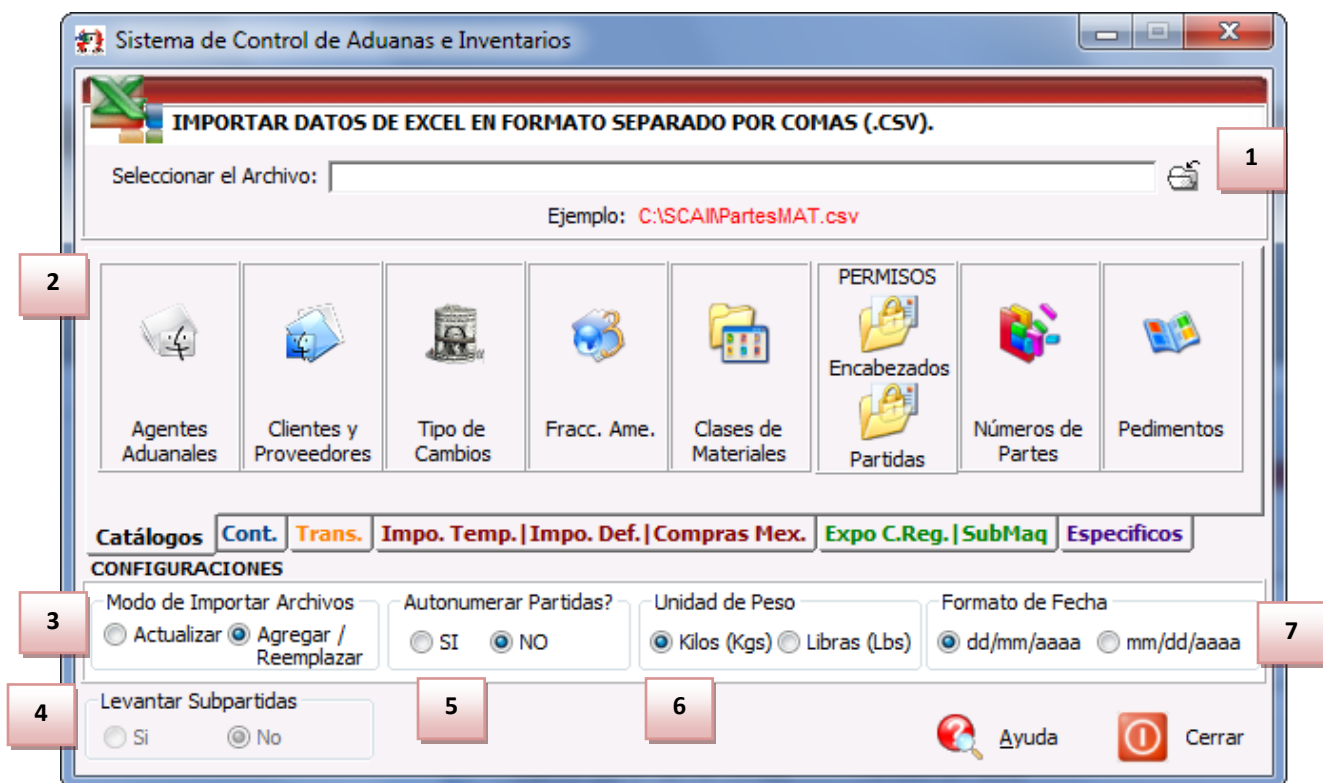 Sistema de Control de Aduanas e Inventarios
IMPORTAR DATOS DE EXCEL EN FORMATO SEPARADO POR COMAS (.CSV).
1
Seleccionar el Archivo:
Ejemplo: C:\SCAII\PartesMAT.csv
2
Agentes
Aduanales
Clientes y
Proveedores
Tipo de
Cambios
Fracc. Ame.
Clases de
Materiales
PERMISOS
Encabezados
Partidas
Números de
Partes
Pedimentos
Catálogos Cont. Trans. Impo. Temp.|Impo. Def.|Compras Mex. Expo C.Reg.|SubMaq Especificos
CONFIGURACIONES
3
Modo de Importar Archivos
Actualizar Agregar /
Reemplazar
Autonumerar Partidas?
SI NO
Unidad de Peso
Kilos (Kgs) Libras (Lbs)
Formato de Fecha
dd/mm/aaaa mm/dd/aaaa
7
4
Levantar Subpartidas
Si No
5
6
Ayuda
Cerrar